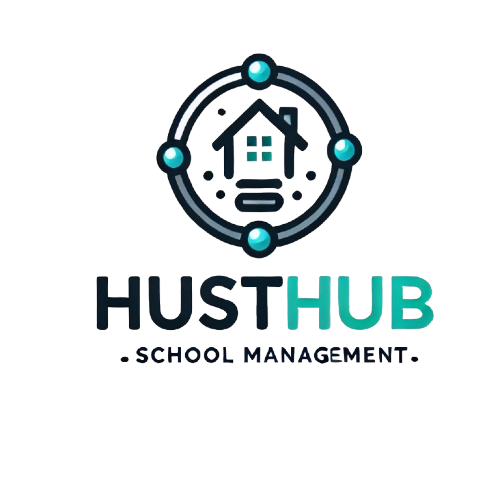 HUSTHUB
. SCHOOL MANAGEMENT.